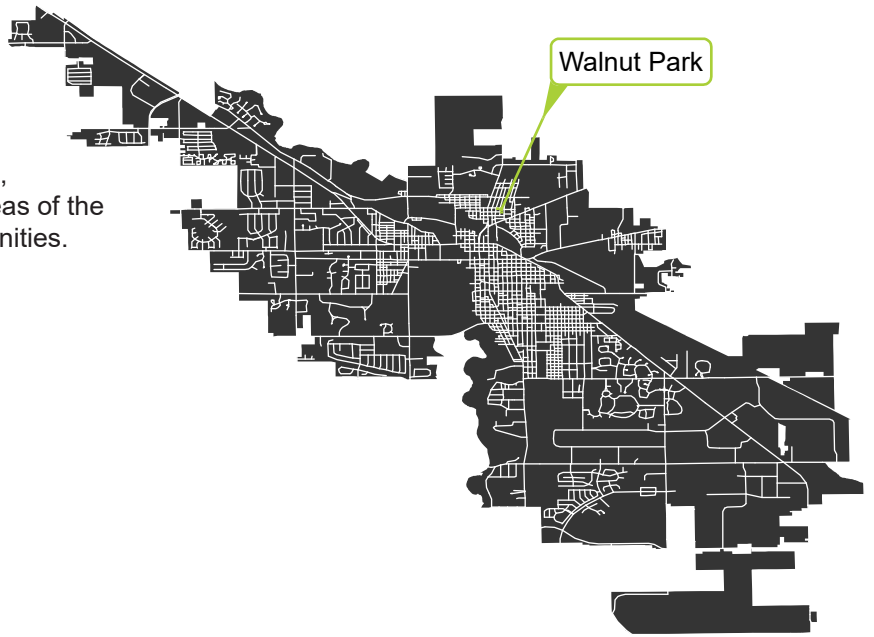 Walnut Park
,
eas of the
nities.